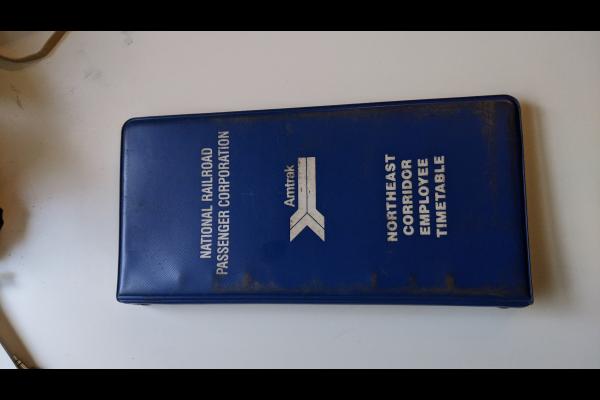 NATIONAL RAILROAD
PASSENGER CORPORATION
Amtrak
NORTHEAST
CORRIDOR
EMPLOYEE
TIMETABLE